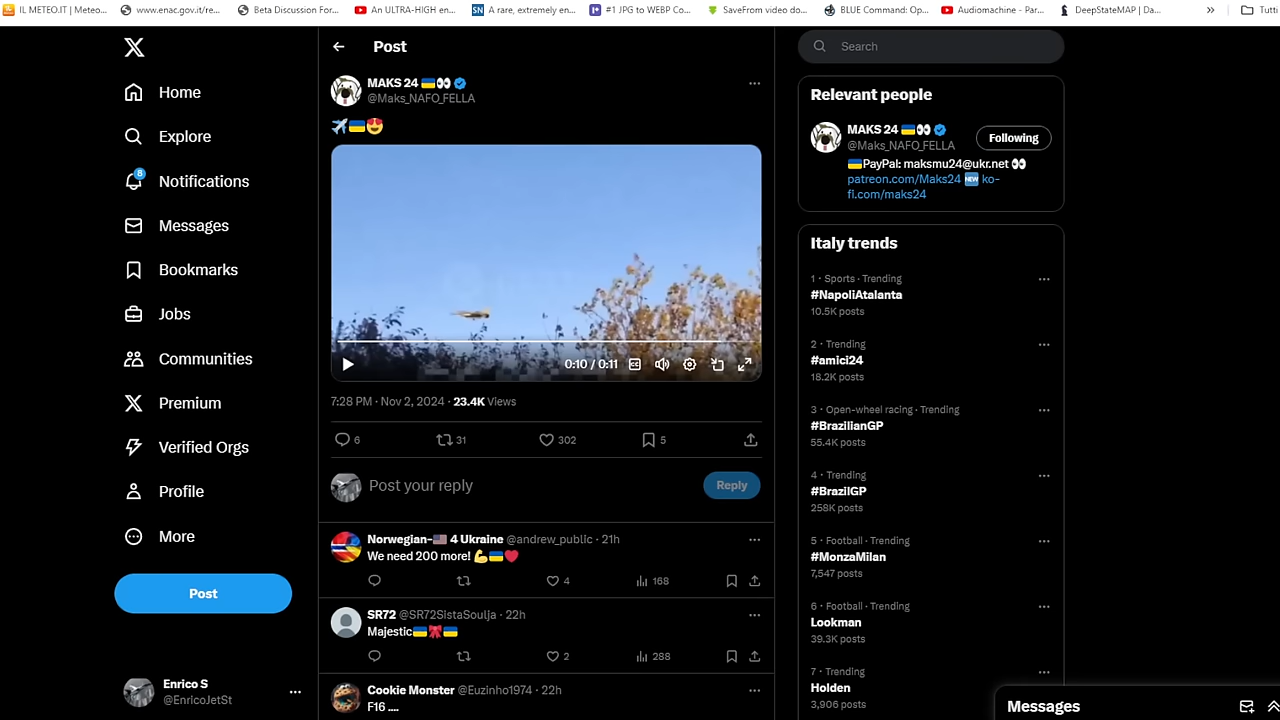 IL METEO.IT | Meteo...
www.enac.gov.it/re...
Beta Discussion For...
An ULTRA-HIGH en...
A rare, extremely en...
#1 JPG to WEBP Co...
SaveFrom video do...
BLUE Command: Op...
Audiomachine - Par...
DeepStateMAP | Da...
»
Tutti
Post
Search
MAKS 24 🇺🇦👀
@Maks_NAFO_FELLA
✈️🇺🇦😍
Home
Explore
8
Notifications
Messages
Bookmarks
Jobs
Communities
Premium
Verified Orgs
Profile
More
Post
Enrico S
@EnricoJetSt
0:10 / 0:11
7:28 PM · Nov 2, 2024 · 23.4K Views
6 31 302 5
Post your reply
Reply
Norwegian-🇺🇸 4 Ukraine @andrew_publlc · 21h
We need 200 more! 💪🇺🇦❤️
4 168
SR72 @SR72SistaSoulja · 22h
Majestic🇺🇦🎀🇺🇦
2 288
Cookie Monster @Euzinho1974 · 22h
F16 ....
Relevant people
MAKS 24 🇺🇦👀
@Maks_NAFO_FELLA
Following
🇺🇦PayPal: maksmu24@ukr.net 👀
patreon.com/Maks24 🆕 ko-
fi.com/maks24
Italy trends
1 · Sports · Trending
#NapoliAtalanta
10.5K posts
2 · Trending
#amici24
18.2K posts
3 · Open-wheel racing · Trending
#BrazilianGP
55.4K posts
4 · Trending
#BrazilGP
258K posts
5 · Football · Trending
#MonzaMilan
7,547 posts
6 · Football · Trending
Lookman
39.3K posts
7 · Trending
Holden
3,906 posts
Messages